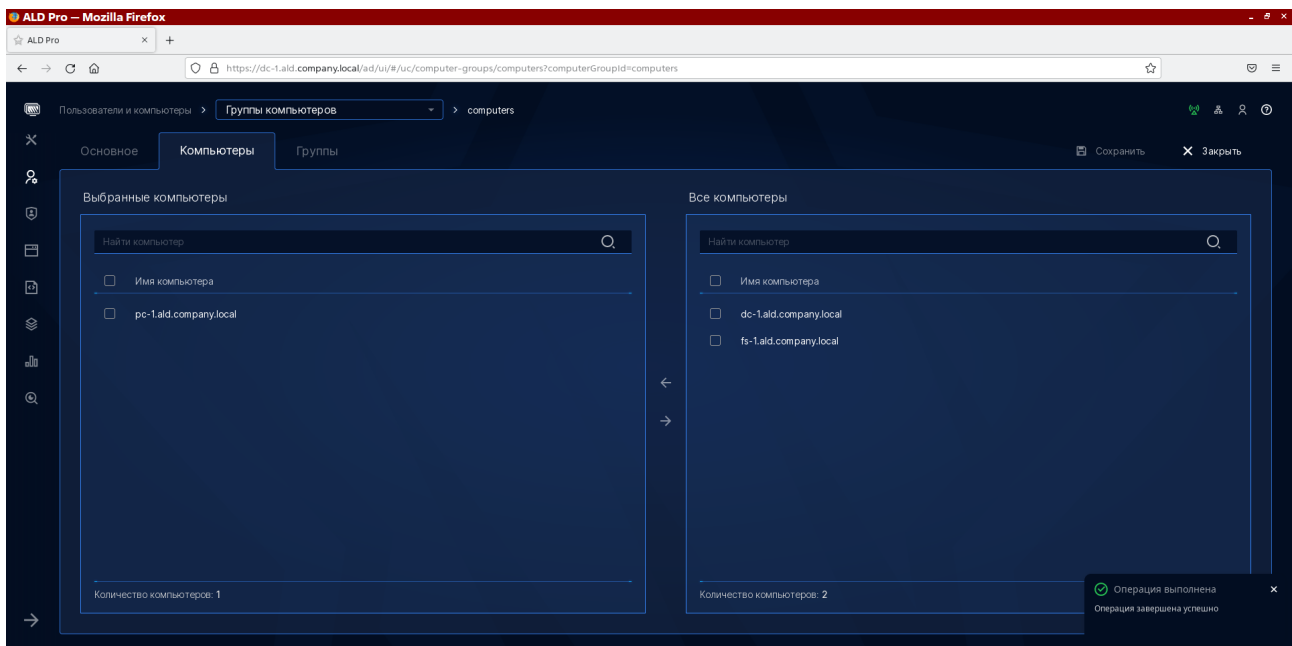 ALD Pro — Mozilla Firefox
ALD Pro
https://dc-1.ald.company.local/ad/ui/#/uc/computer-groups/computers?computerGroupId=computers
Пользователи и компьютеры > Группы компьютеров > computers
Основное Компьютеры Группы Сохранить Закрыть
Выбранные компьютеры
Найти компьютер
Имя компьютера
pc-1.ald.company.local
Количество компьютеров: 1
Все компьютеры
Найти компьютер
Имя компьютера
dc-1.ald.company.local
fs-1.ald.company.local
Количество компьютеров: 2
Операция выполнена
Операция завершена успешно